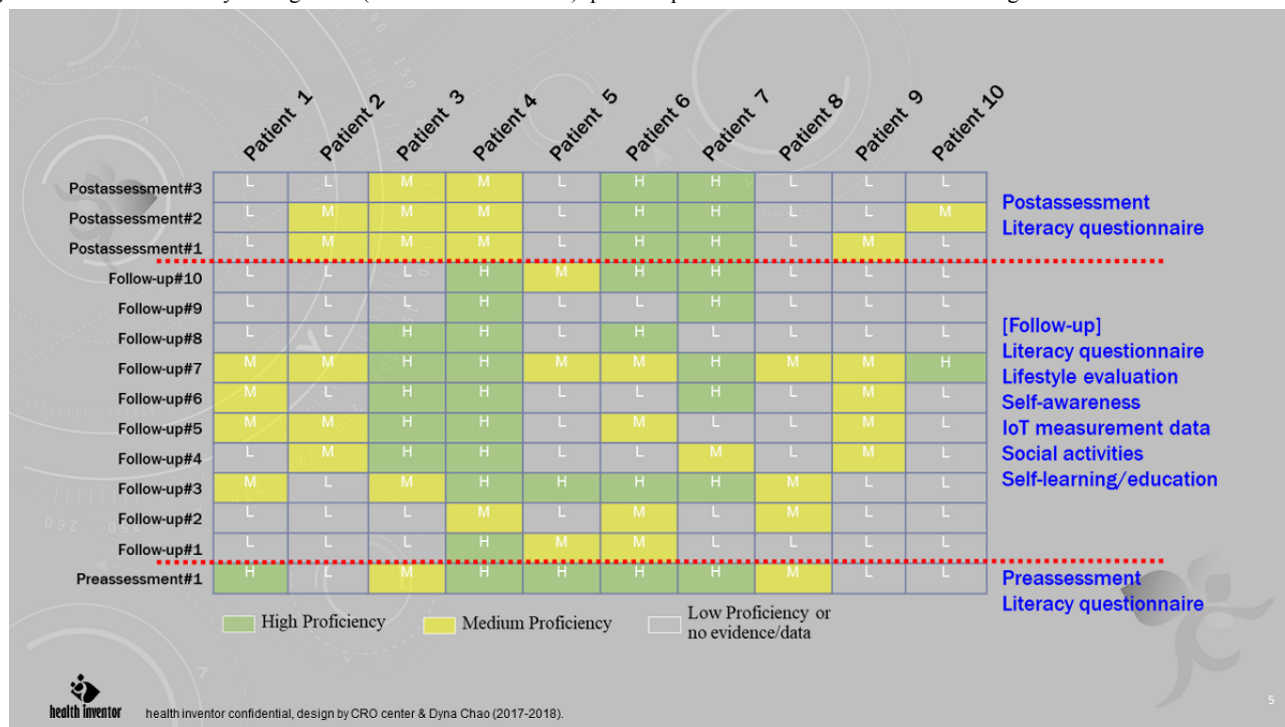 Patient 1 Patient 2 Patient 3 Patient 4 Patient 5 Patient 6 Patient 7 Patient 8 Patient 9 Patient 10
Postassessment#3 L L M M L H H L L L
Postassessment#2 L M M M L H H L L M
Postassessment#1 L M M M L H H L M L
Postassessment
Literacy questionnaire
Follow-up#10 L L L H M H H L L L
Follow-up#9 L L L H L L H L L L
Follow-up#8 L L H H L H L L L L
Follow-up#7 M M H H M M H M M H
Follow-up#6 M L H H L L H L M L
Follow-up#5 M M H H L M L L M L
Follow-up#4 L M H H L L M L M L
Follow-up#3 M L M H H H H M L L
Follow-up#2 L L L M L M L M L L
Follow-up#1 L L L H M M L L L L
[Follow-up]
Literacy questionnaire
Lifestyle evaluation
Self-awareness
IoT measurement data
Social activities
Self-learning/education
Preassessment#1 H L M H H H H M L L
Preassessment
Literacy questionnaire
High Proficiency
Medium Proficiency
Low Proficiency or
no evidence/data
health inventor
health inventor confidential, design by CRO center & Dyna Chao (2017-2018).
5